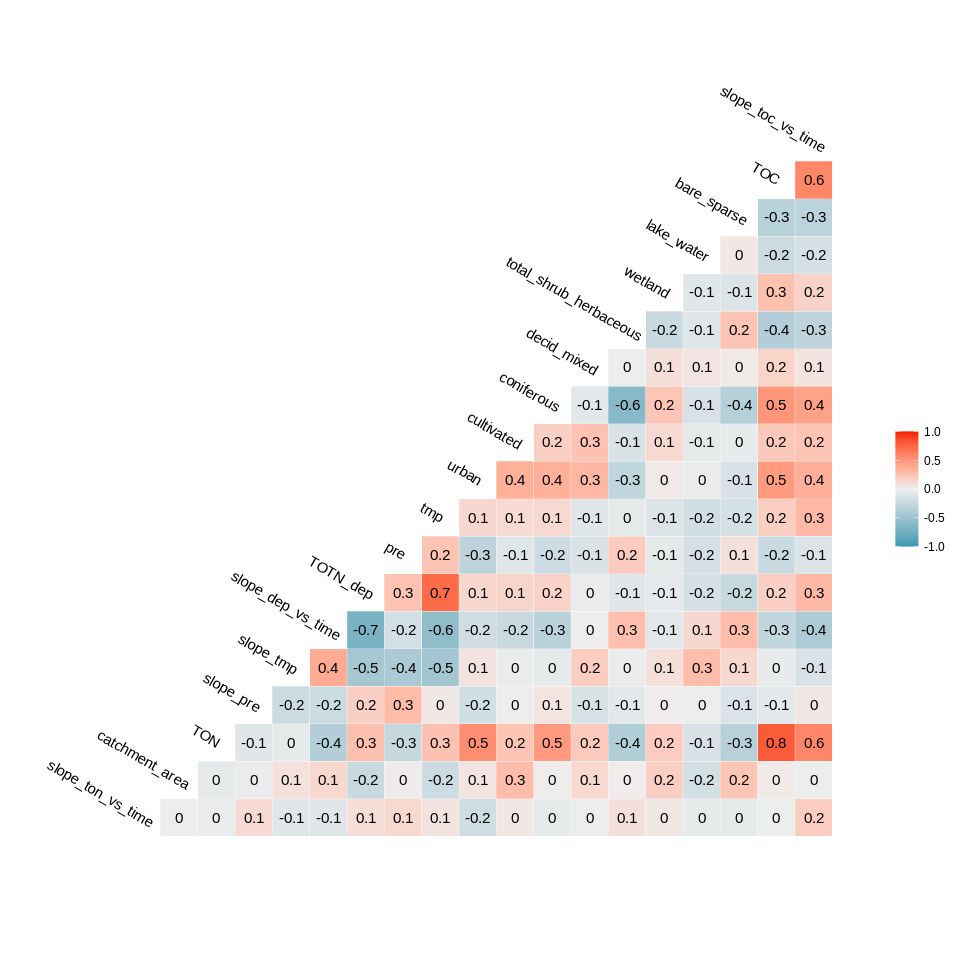 slope_toc_vs_time
TOC 0.6
bare_sparse -0.3 -0.3
lake_water 0 -0.2 -0.2
wetland -0.1 -0.1 0.3 0.2
total_shrub_herbaceous -0.2 -0.1 0.2 -0.4 -0.3
decid_mixed 0 0.1 0.1 0 0.2 0.1
coniferous -0.1 -0.6 0.2 -0.1 -0.4 0.5 0.4
cultivated 0.2 0.3 -0.1 0.1 -0.1 0 0.2 0.2
urban 0.4 0.4 0.3 -0.3 0 0 -0.1 0.5 0.4
tmp 0.1 0.1 0.1 -0.1 0 -0.1 -0.2 -0.2 0.2 0.3
pre 0.2 -0.3 -0.1 -0.2 -0.1 0.2 -0.1 -0.2 0.1 -0.2 -0.1
TOTN_dep 0.3 0.7 0.1 0.1 0.2 0 -0.1 -0.1 -0.2 -0.2 0.2 0.3
slope_dep_vs_time -0.7 -0.2 -0.6 -0.2 -0.2 -0.3 0 0.3 -0.1 0.1 0.3 -0.3 -0.4
slope_tmp 0.4 -0.5 -0.4 -0.5 0.1 0 0 0.2 0 0.1 0.3 0.1 0 -0.1
slope_pre -0.2 -0.2 0.2 0.3 0 -0.2 0 0.1 -0.1 -0.1 0 0 -0.1 -0.1 0
TON -0.1 0 -0.4 0.3 -0.3 0.3 0.5 0.2 0.5 0.2 -0.4 0.2 -0.1 -0.3 0.8 0.6
catchment_area 0 0 0.1 0.1 -0.2 0 -0.2 0.1 0.3 0 0.1 0 0.2 -0.2 0.2 0 0
slope_ton_vs_time 0 0 0.1 -0.1 -0.1 0.1 0.1 0.1 -0.2 0 0 0 0.1 0 0 0 0 0.2
1.0
0.5
0.0
-0.5
-1.0